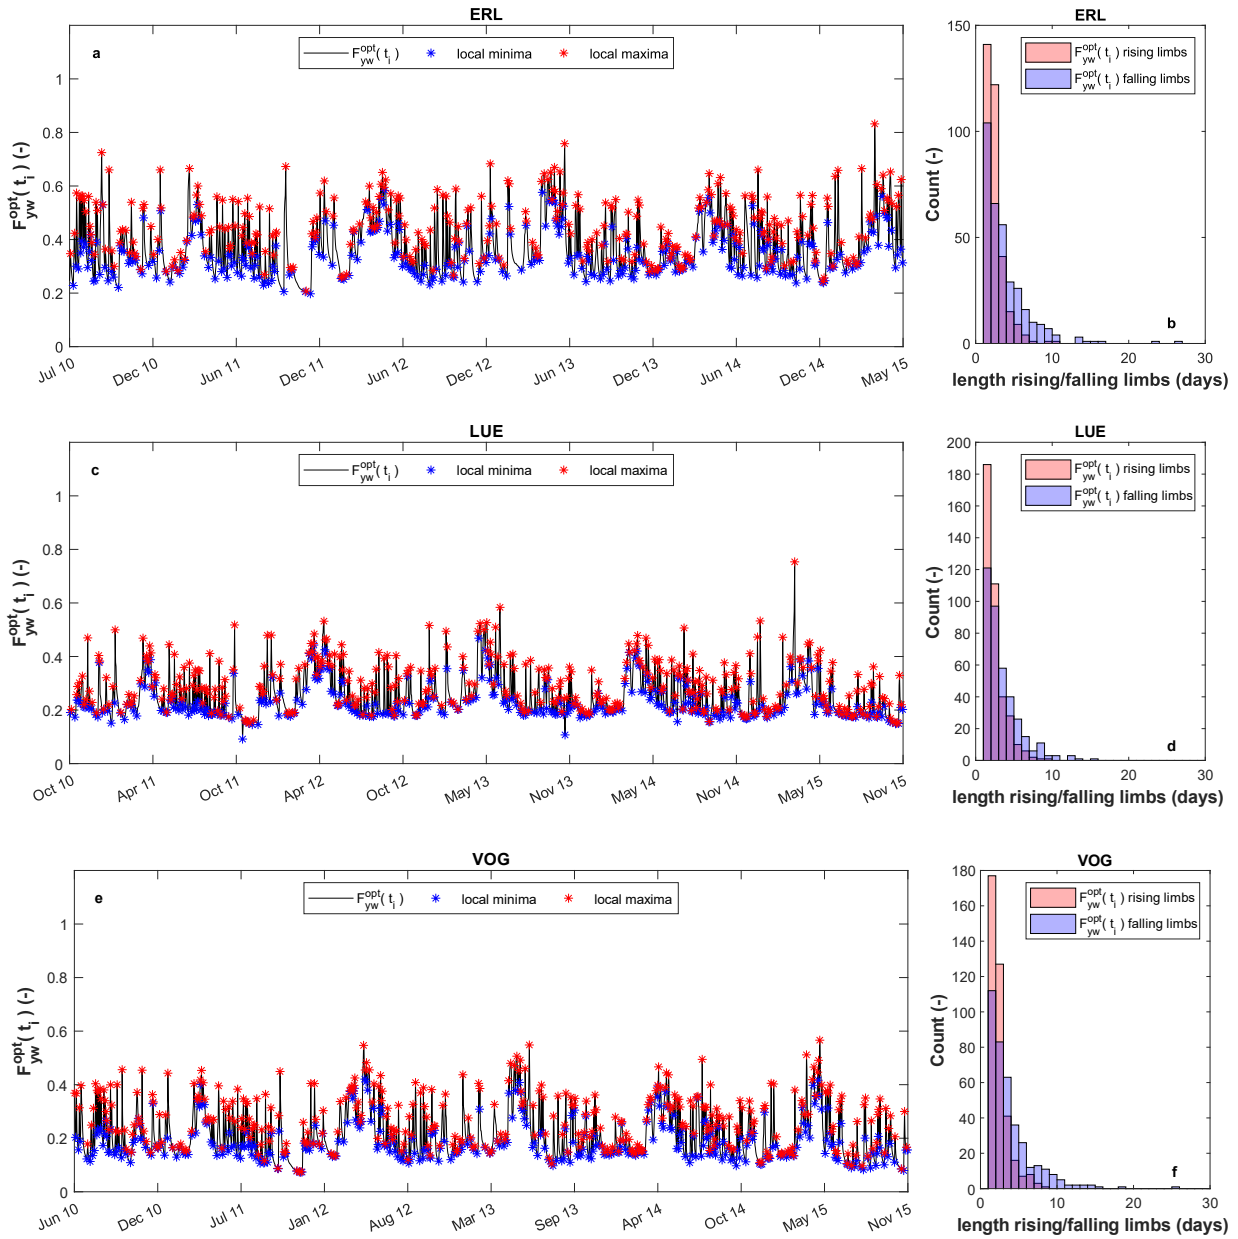 ERL
a
F_yw^opt( t_i ) local minima local maxima
F_yw^opt( t_i ) (-)
1
0.8
0.6
0.4
0.2
0
Jul 10 Dec 10 Jun 11 Dec 11 Jun 12 Dec 12 Jun 13 Dec 13 Jun 14 Dec 14 May 15
ERL
F_yw^opt( t_i ) rising limbs
F_yw^opt( t_i ) falling limbs
Count (-)
150
100
50
0
b
0 10 20 30
length rising/falling limbs (days)
LUE
c
F_yw^opt( t_i ) local minima local maxima
F_yw^opt( t_i ) (-)
1
0.8
0.6
0.4
0.2
0
Oct 10 Apr 11 Oct 11 Apr 12 Oct 12 May 13 Nov 13 May 14 Nov 14 May 15 Nov 15
LUE
F_yw^opt( t_i ) rising limbs
F_yw^opt( t_i ) falling limbs
Count (-)
200
180
160
140
120
100
80
60
40
20
0
d
0 10 20 30
length rising/falling limbs (days)
VOG
e
F_yw^opt( t_i ) local minima local maxima
F_yw^opt( t_i ) (-)
1
0.8
0.6
0.4
0.2
0
Jun 10 Dec 10 Jul 11 Jan 12 Aug 12 Mar 13 Sep 13 Apr 14 Oct 14 May 15 Nov 15
VOG
F_yw^opt( t_i ) rising limbs
F_yw^opt( t_i ) falling limbs
Count (-)
180
160
140
120
100
80
60
40
20
0
f
0 10 20 30
length rising/falling limbs (days)